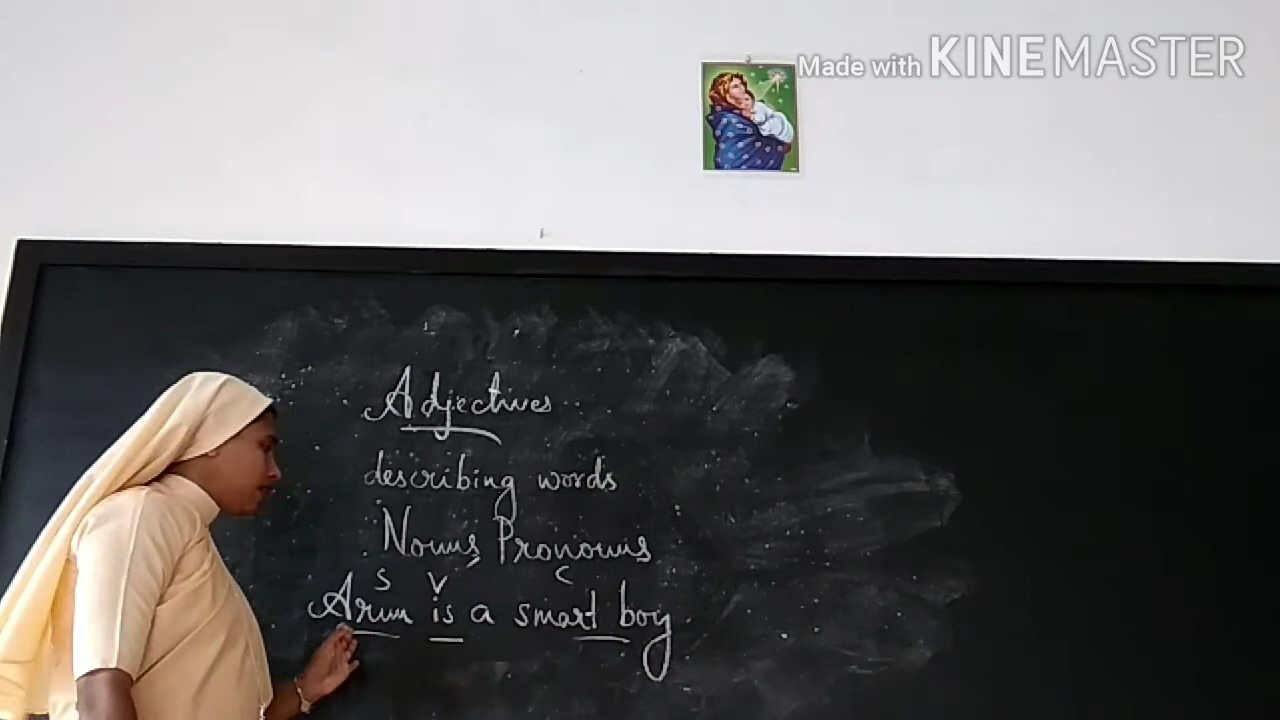 Made with KINEMASTER
Adjectives
describing words
Nouns, Pronouns
S V C
Arun is a smart boy